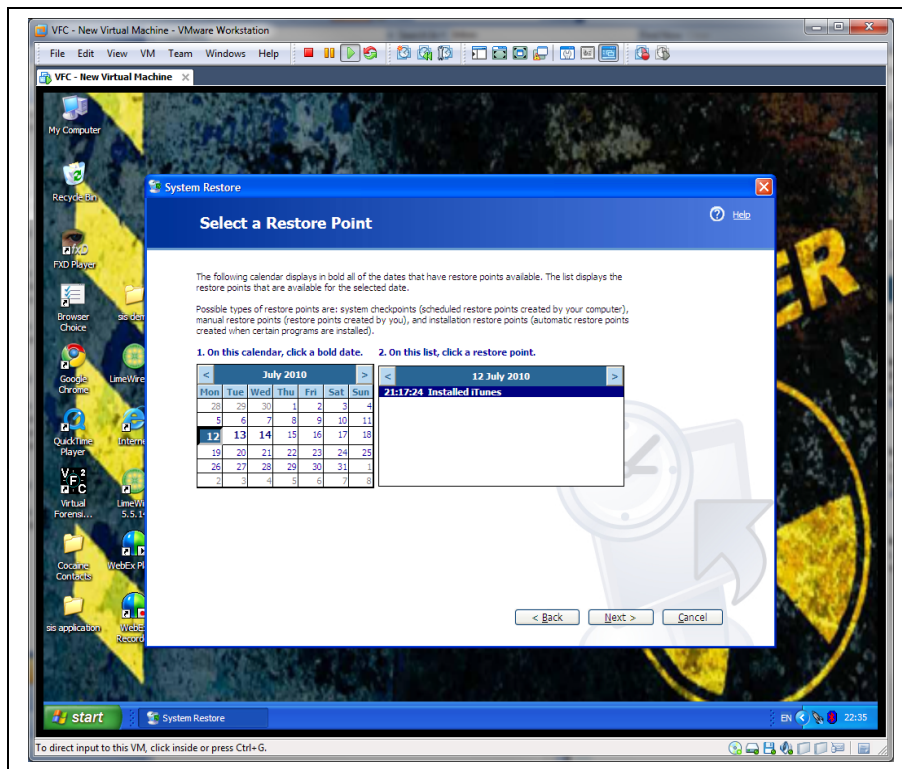 VFC - New Virtual Machine - VMware Workstation
File Edit View VM Team Windows Help
VFC - New Virtual Machine
My Computer
Recycle Bin
FXD Player
Browser
Choice
sis den
Google
Chrome
LimeWire
QuickTime
Player
Interne
Virtual
Forensi...
LimeWi
5.5.1
Cocaine
Contacts
WebEx Pl
sis application
WebE
Record
ER
System Restore
Select a Restore Point
Help
The following calendar displays in bold all of the dates that have restore points available. The list displays the
restore points that are available for the selected date.
Possible types of restore points are: system checkpoints (scheduled restore points created by your computer),
manual restore points (restore points created by you), and installation restore points (automatic restore points
created when certain programs are installed).
1. On this calendar, click a bold date.
2. On this list, click a restore point.
< July 2010 >
Mon Tue Wed Thu Fri Sat Sun
28 29 30 1 2 3 4
5 6 7 8 9 10 11
12 13 14 15 16 17 18
19 20 21 22 23 24 25
26 27 28 29 30 31 1
2 3 4 5 6 7 8
< 12 July 2010 >
21:17:24 Installed iTunes
< Back
Next >
Cancel
start
System Restore
EN
22:35
To direct input to this VM, click inside or press Ctrl+G.